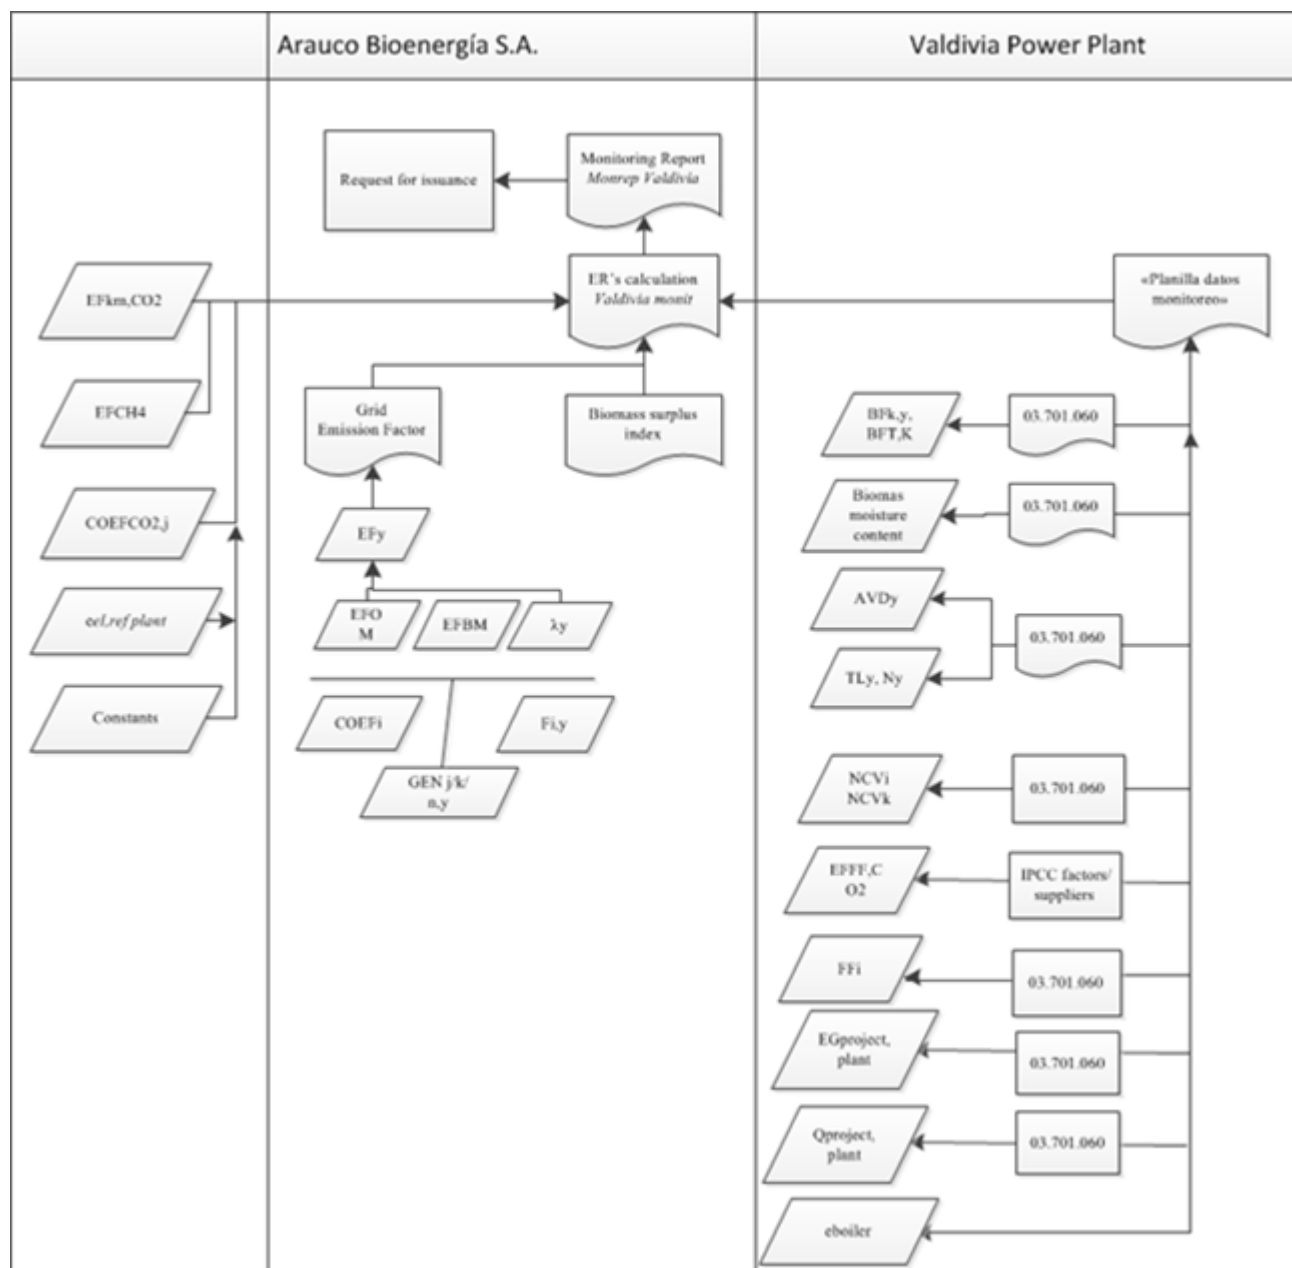 Arauco Bioenergía S.A.
Valdivia Power Plant
Request for issuance
Monitoring Report
Monrep Valdivia
EFkm,CO2
ER's calculation
Valdivia monit
«Planilla datos
monitoreo»
EFCH4
Grid
Emission Factor
Biomass surplus
index
BFk,y,
BFT,K
03.701.060
COEFCO2,j
EFy
Biomas
moisture
content
03.701.060
eel,ref plant
EFO
M
EFBM
λy
AVDy
03.701.060
TLy, Ny
Constants
COEFi
Fi,y
GEN j/k/
n,y
NCVi
NCVk
03.701.060
EFFF,C
O2
IPCC factors/
suppliers
FFi
03.701.060
EGproject,
plant
03.701.060
Qproject,
plant
03.701.060
eboiler